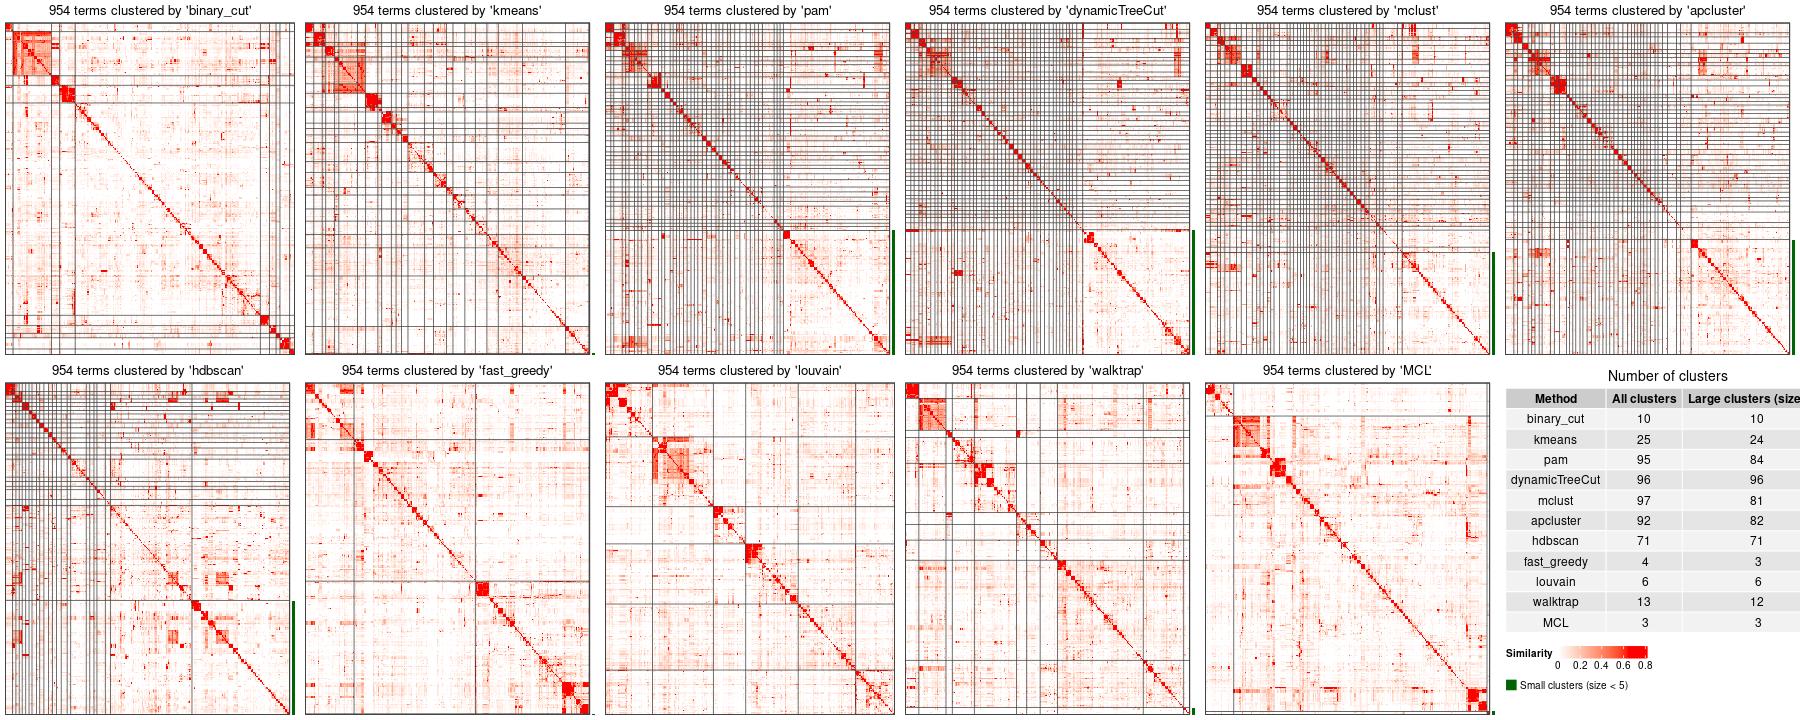 954 terms clustered by 'binary_cut'
954 terms clustered by 'kmeans'
954 terms clustered by 'pam'
954 terms clustered by 'dynamicTreeCut'
954 terms clustered by 'mclust'
954 terms clustered by 'apcluster'
954 terms clustered by 'hdbscan'
954 terms clustered by 'fast_greedy'
954 terms clustered by 'louvain'
954 terms clustered by 'walktrap'
954 terms clustered by 'MCL'
Number of clusters
Method All clusters Large clusters (size
binary_cut 10 10
kmeans 25 24
pam 95 84
dynamicTreeCut 96 96
mclust 97 81
apcluster 92 82
hdbscan 71 71
fast_greedy 4 3
louvain 6 6
walktrap 13 12
MCL 3 3
Similarity
0 0.2 0.4 0.6 0.8
Small clusters (size < 5)